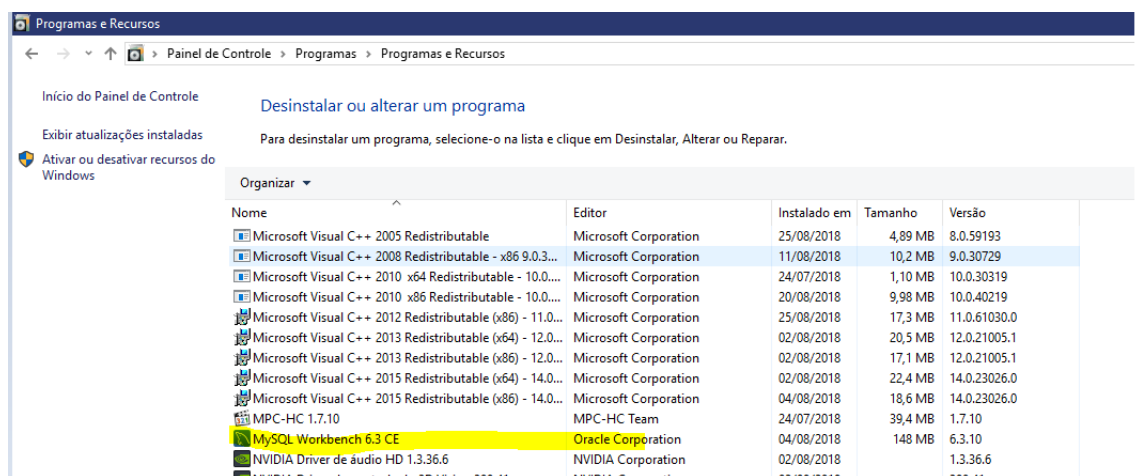 Programas e Recursos
Painel de Controle > Programas > Programas e Recursos
Início do Painel de Controle
Exibir atualizações instaladas
Ativar ou desativar recursos do
Windows
Desinstalar ou alterar um programa
Para desinstalar um programa, selecione-o na lista e clique em Desinstalar, Alterar ou Reparar.
Organizar
Nome Editor Instalado em Tamanho Versão
Microsoft Visual C++ 2005 Redistributable Microsoft Corporation 25/08/2018 4,89 MB 8.0.59193
Microsoft Visual C++ 2008 Redistributable - x86 9.0.3... Microsoft Corporation 11/08/2018 10,2 MB 9.0.30729
Microsoft Visual C++ 2010 x64 Redistributable - 10.0.... Microsoft Corporation 24/07/2018 1,10 MB 10.0.30319
Microsoft Visual C++ 2010 x86 Redistributable - 10.0.... Microsoft Corporation 20/08/2018 9,98 MB 10.0.40219
Microsoft Visual C++ 2012 Redistributable (x86) - 11.0... Microsoft Corporation 25/08/2018 17,3 MB 11.0.61030.0
Microsoft Visual C++ 2013 Redistributable (x64) - 12.0... Microsoft Corporation 02/08/2018 20,5 MB 12.0.21005.1
Microsoft Visual C++ 2013 Redistributable (x86) - 12.0... Microsoft Corporation 02/08/2018 17,1 MB 12.0.21005.1
Microsoft Visual C++ 2015 Redistributable (x64) - 14.0... Microsoft Corporation 02/08/2018 22,4 MB 14.0.23026.0
Microsoft Visual C++ 2015 Redistributable (x86) - 14.0... Microsoft Corporation 04/08/2018 18,6 MB 14.0.23026.0
MPC-HC 1.7.10 MPC-HC Team 24/07/2018 39,4 MB 1.7.10
MySQL Workbench 6.3 CE Oracle Corporation 04/08/2018 148 MB 6.3.10
NVIDIA Driver de áudio HD 1.3.36.6 NVIDIA Corporation 02/08/2018 1.3.36.6